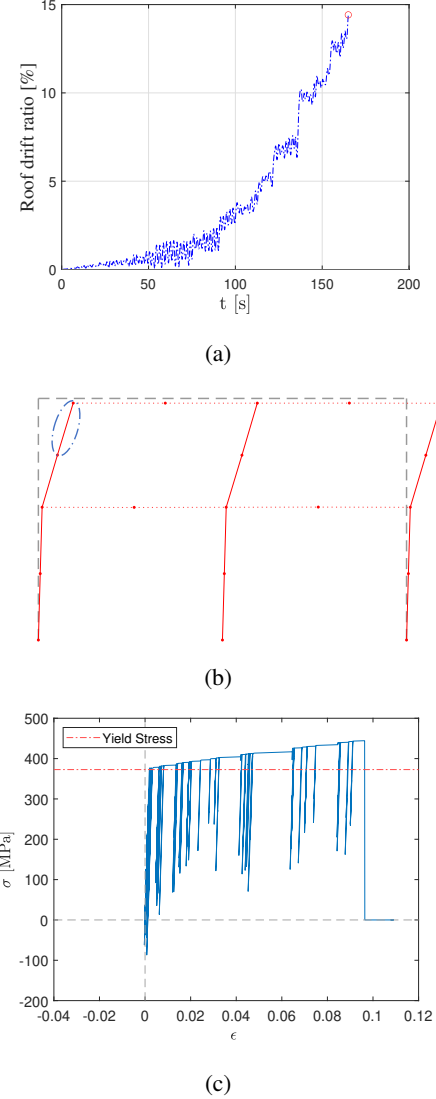 15
10
5
0
Roof drift ratio [%]
0 50 100 150 200
t [s]
(a)
(b)
500
400
300
200
100
0
-100
-200
σ [MPa]
Yield Stress
-0.04 -0.02 0 0.02 0.04 0.06 0.08 0.1 0.12
ϵ
(c)